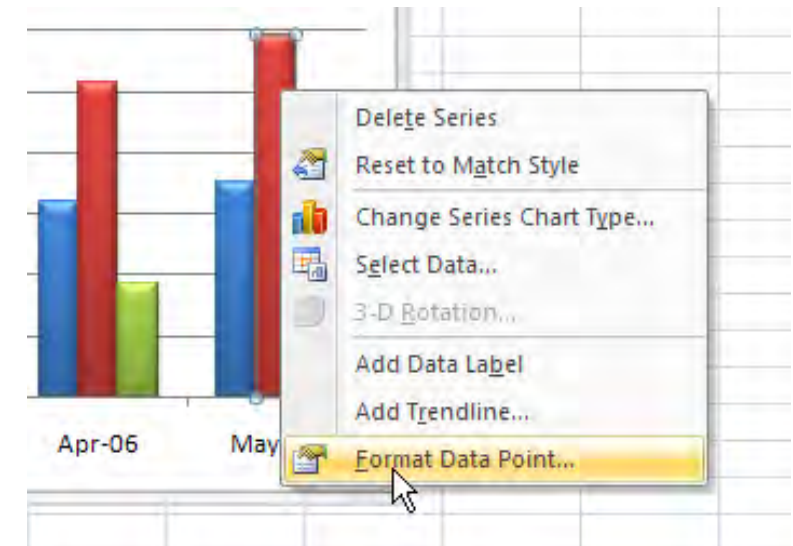 Delete Series
Reset to Match Style
Change Series Chart Type...
Select Data...
3-D Rotation...
Add Data Label
Add Trendline...
Format Data Point...
Apr-06
May